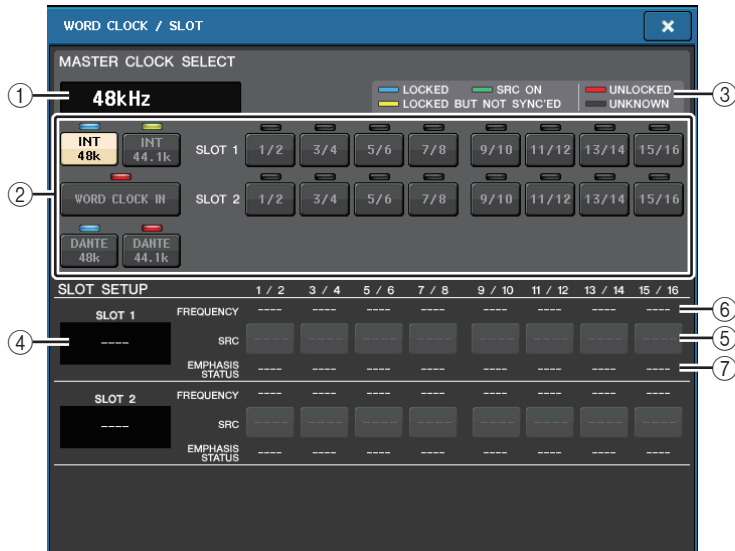 WORD CLOCK / SLOT ×
MASTER CLOCK SELECT
① 48kHz LOCKED SRC ON UNLOCKED ③
LOCKED BUT NOT SYNC'ED UNKNOWN
INT 48k INT 44.1k SLOT 1 1/2 3/4 5/6 7/8 9/10 11/12 13/14 15/16
② WORD CLOCK IN SLOT 2 1/2 3/4 5/6 7/8 9/10 11/12 13/14 15/16
DANTE 48k DANTE 44.1k
SLOT SETUP 1 / 2 3 / 4 5 / 6 7 / 8 9 / 10 11 / 12 13 / 14 15 / 16
SLOT 1 FREQUENCY ---- ---- ---- ---- ---- ---- ---- ---- ⑥
④ ---- SRC ---- ---- ---- ---- ---- ---- ---- ---- ⑤
EMPHASIS STATUS ---- ---- ---- ---- ---- ---- ---- ---- ⑦
SLOT 2 FREQUENCY ---- ---- ---- ---- ---- ---- ---- ----
---- SRC ---- ---- ---- ---- ---- ---- ---- ----
EMPHASIS STATUS ---- ---- ---- ---- ---- ---- ---- ----